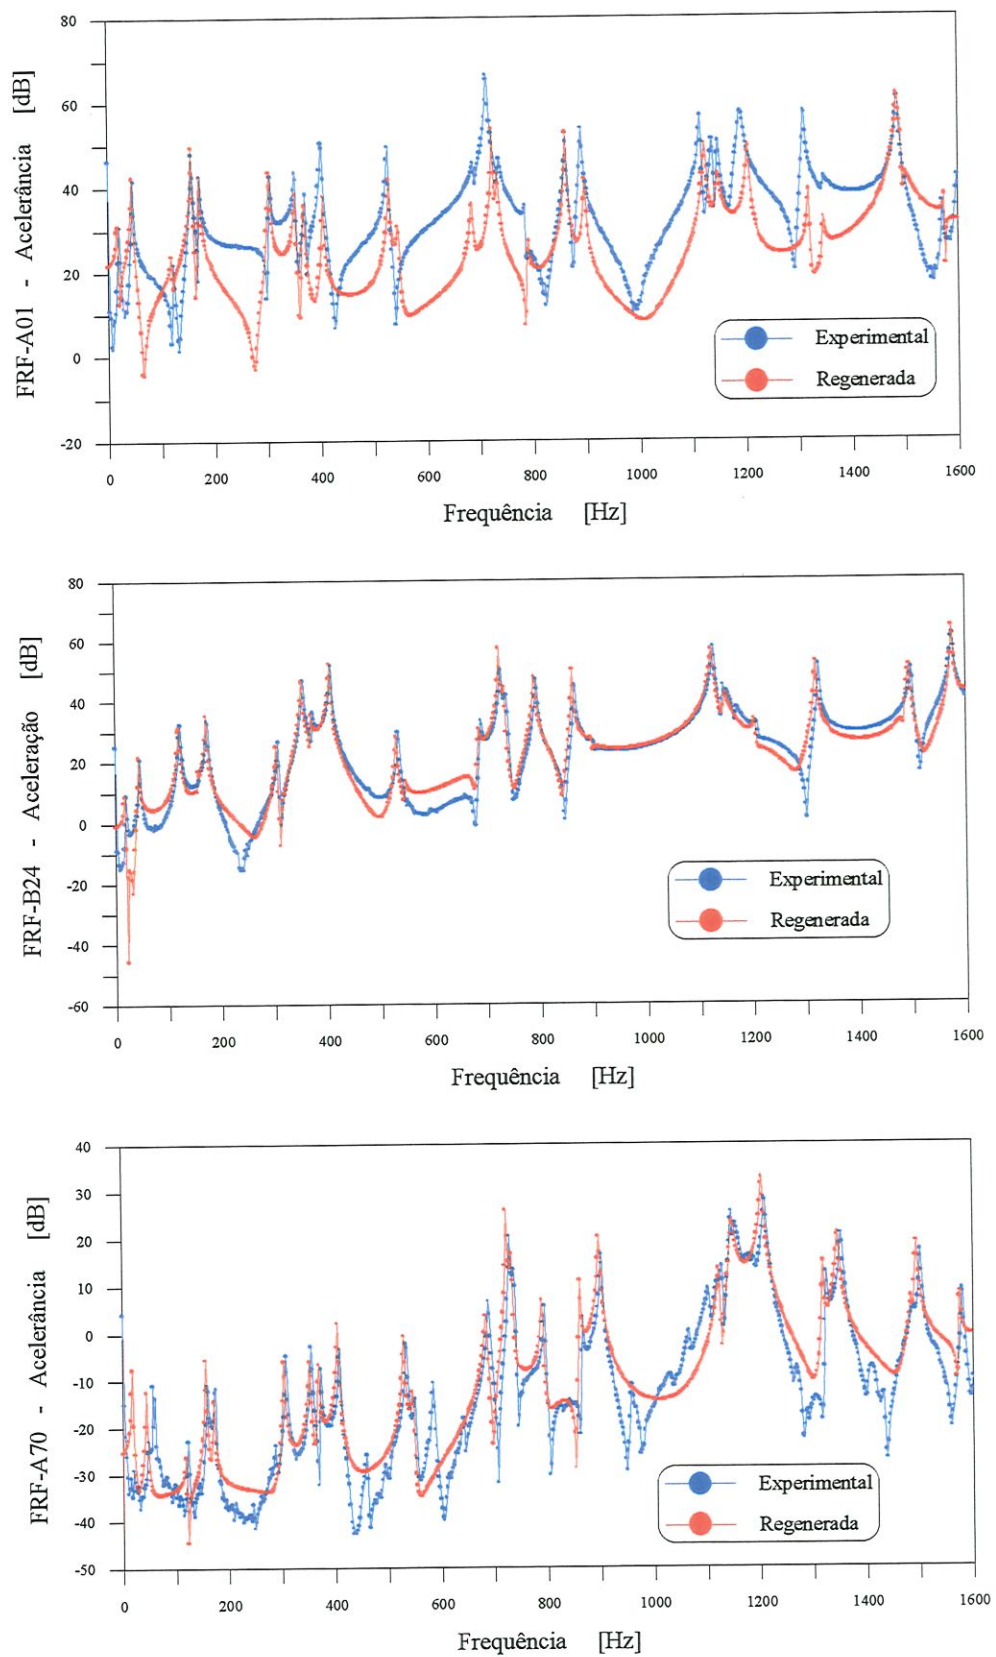 80
60
40
20
0
-20
FRF-A01 - Acelerância [dB]
0 200 400 600 800 1000 1200 1400 1600
Frequência [Hz]
Experimental
Regenerada
80
60
40
20
0
-20
-40
-60
FRF-B24 - Aceleração [dB]
0 200 400 600 800 1000 1200 1400 1600
Frequência [Hz]
Experimental
Regenerada
40
30
20
10
0
-10
-20
-30
-40
-50
FRF-A70 - Acelerância [dB]
0 200 400 600 800 1000 1200 1400 1600
Frequência [Hz]
Experimental
Regenerada